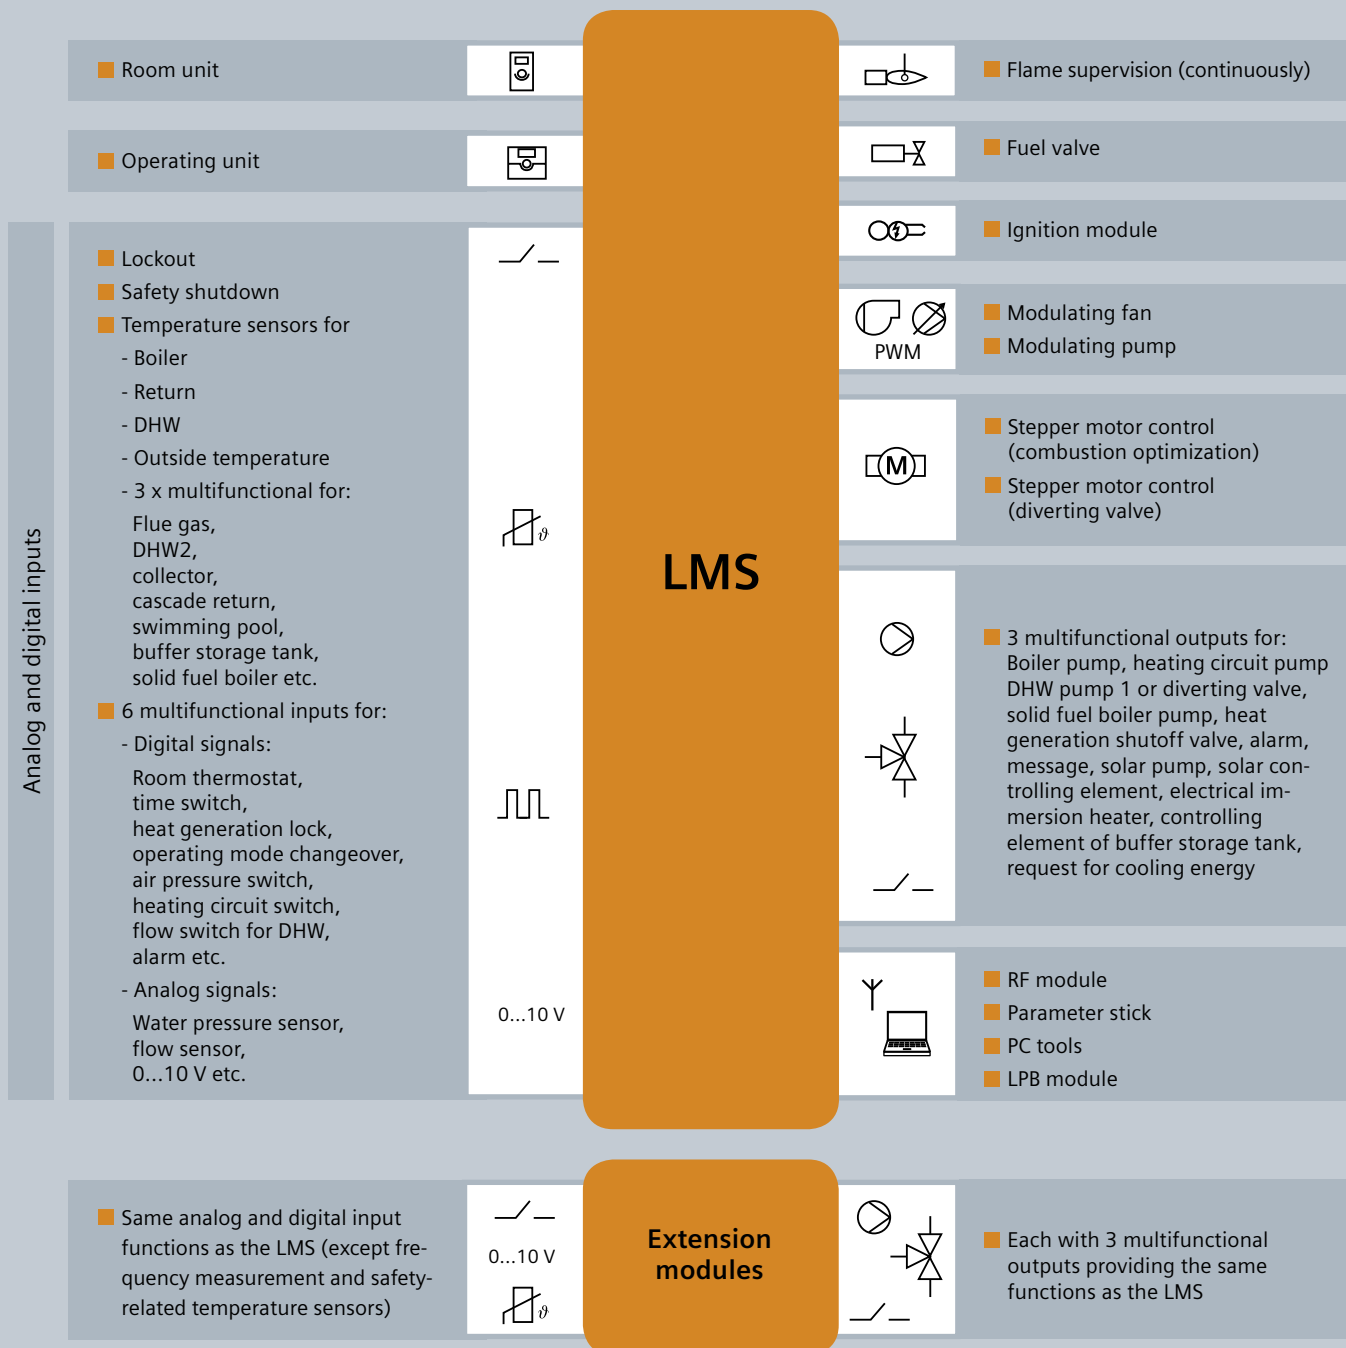 Room unit
Operating unit
Analog and digital inputs
Lockout
Safety shutdown
Temperature sensors for
- Boiler
- Return
- DHW
- Outside temperature
- 3 x multifunctional for:
Flue gas,
DHW2,
collector,
cascade return,
swimming pool,
buffer storage tank,
solid fuel boiler etc.
6 multifunctional inputs for:
- Digital signals:
Room thermostat,
time switch,
heat generation lock,
operating mode changeover,
air pressure switch,
heating circuit switch,
flow switch for DHW,
alarm etc.
- Analog signals:
Water pressure sensor,
flow sensor,
0...10 V etc.
ϑ
0...10 V
LMS
Flame supervision (continuously)
Fuel valve
Ignition module
PWM
Modulating fan
Modulating pump
M
Stepper motor control
(combustion optimization)
Stepper motor control
(diverting valve)
3 multifunctional outputs for:
Boiler pump, heating circuit pump
DHW pump 1 or diverting valve,
solid fuel boiler pump, heat
generation shutoff valve, alarm,
message, solar pump, solar con-
trolling element, electrical im-
mersion heater, controlling
element of buffer storage tank,
request for cooling energy
RF module
Parameter stick
PC tools
LPB module
Same analog and digital input
functions as the LMS (except fre-
quency measurement and safety-
related temperature sensors)
0...10 V
ϑ
Extension
modules
Each with 3 multifunctional
outputs providing the same
functions as the LMS